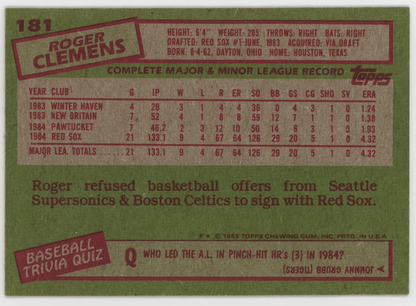 181
ROGER
CLEMENS
HEIGHT: 6'4" WEIGHT: 205 THROWS: RIGHT BATS: RIGHT
DRAFTED: RED SOX #1-JUNE, 1983 ACQUIRED: VIA DRAFT
BORN: 8-4-62, DAYTON, OHIO HOME: HOUSTON, TEXAS
COMPLETE MAJOR & MINOR LEAGUE RECORD
Topps
YEAR CLUB G IP W L R ER SO BB GS CG SHO SV ERA
1983 WINTER HAVEN 4 29 3 1 4 4 36 0 4 3 1 0 1.24
1983 NEW BRITAIN 7 52 4 1 8 8 59 12 7 1 1 0 1.38
1984 PAWTUCKET 7 46.2 2 3 12 10 50 14 6 3 1 0 1.93
1984 RED SOX 21 133.1 9 4 67 64 126 29 20 5 1 0 4.32
MAJOR LEA. TOTALS 21 133.1 9 4 67 64 126 29 20 5 1 0 4.32
Roger refused basketball offers from Seattle
Supersonics & Boston Celtics to sign with Red Sox.
© 1985 TOPPS CHEWING GUM, INC. PRTD. IN U.S.A.
BASEBALL
TRIVIA QUIZ
Q WHO LED THE A.L. IN PINCH-HIT HR's (3) IN 1984?
A JOHNNY GRUBB (TIGERS)